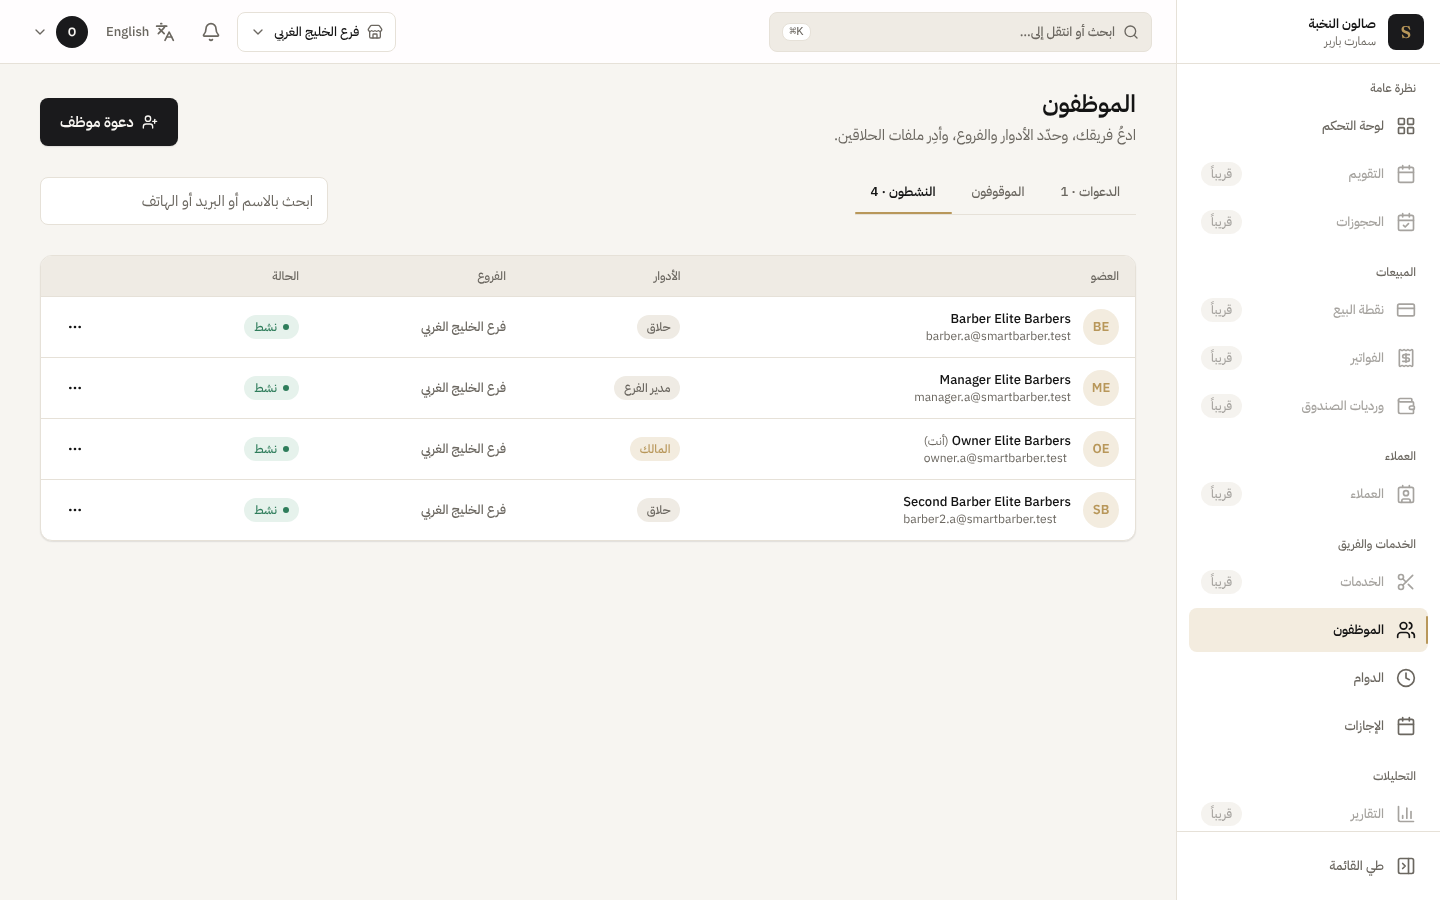 صالون النخبة
سمارت باربر
S
ابحث أو انتقل إلى...
⌘K
فرع الخليج الغربي
English
O
نظرة عامة
لوحة التحكم
التقويم
قريباً
الحجوزات
قريباً
المبيعات
نقطة البيع
قريباً
الفواتير
قريباً
ورديات الصندوق
قريباً
العملاء
العملاء
قريباً
الخدمات والفريق
الخدمات
قريباً
الموظفون
الدوام
الإجازات
التحليلات
التقارير
قريباً
طي القائمة
الموظفون
ادعُ فريقك، وحدّد الأدوار والفروع، وأدِر ملفات الحلاقين.
دعوة موظف
الدعوات · 1
الموقوفون
النشطون · 4
ابحث بالاسم أو البريد أو الهاتف
العضو الأدوار الفروع الحالة
BE
Barber Elite Barbers
barber.a@smartbarber.test
حلاق
فرع الخليج الغربي
نشط
ME
Manager Elite Barbers
manager.a@smartbarber.test
مدير الفرع
فرع الخليج الغربي
نشط
OE
Owner Elite Barbers (أنت)
owner.a@smartbarber.test
المالك
فرع الخليج الغربي
نشط
SB
Second Barber Elite Barbers
barber2.a@smartbarber.test
حلاق
فرع الخليج الغربي
نشط